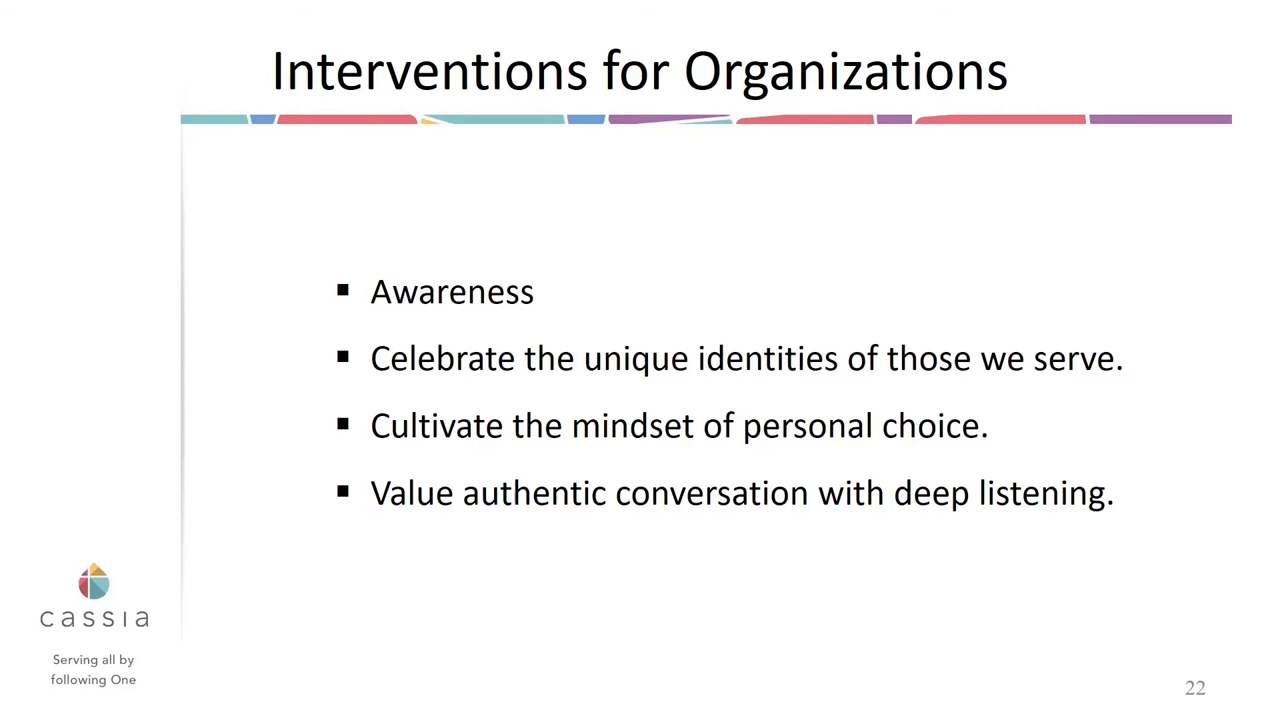 Interventions for Organizations
▪ Awareness
▪ Celebrate the unique identities of those we serve.
▪ Cultivate the mindset of personal choice.
▪ Value authentic conversation with deep listening.
cassia
Serving all by
following One
22